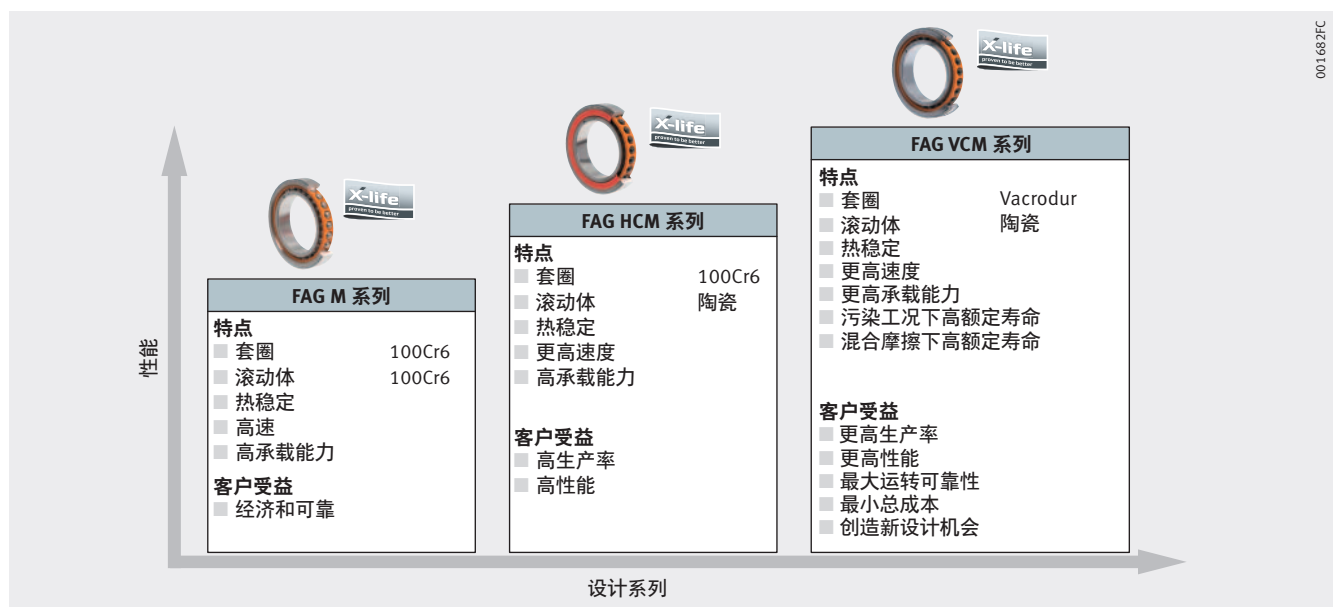 001682FC
X-life
proven to be better
X-life
proven to be better
X-life
proven to be better
性能
FAG M 系列
特点
套圈 100Cr6
滚动体 100Cr6
热稳定
高速
高承载能力
客户受益
经济和可靠
FAG HCM 系列
特点
套圈 100Cr6
滚动体 陶瓷
热稳定
更高速度
高承载能力
客户受益
高生产率
高性能
FAG VCM 系列
特点
套圈 Vacrodur
滚动体 陶瓷
热稳定
更高速度
更高承载能力
污染工况下高额定寿命
混合摩擦下高额定寿命
客户受益
更高生产率
更高性能
最大运转可靠性
最小总成本
创造新设计机会
设计系列